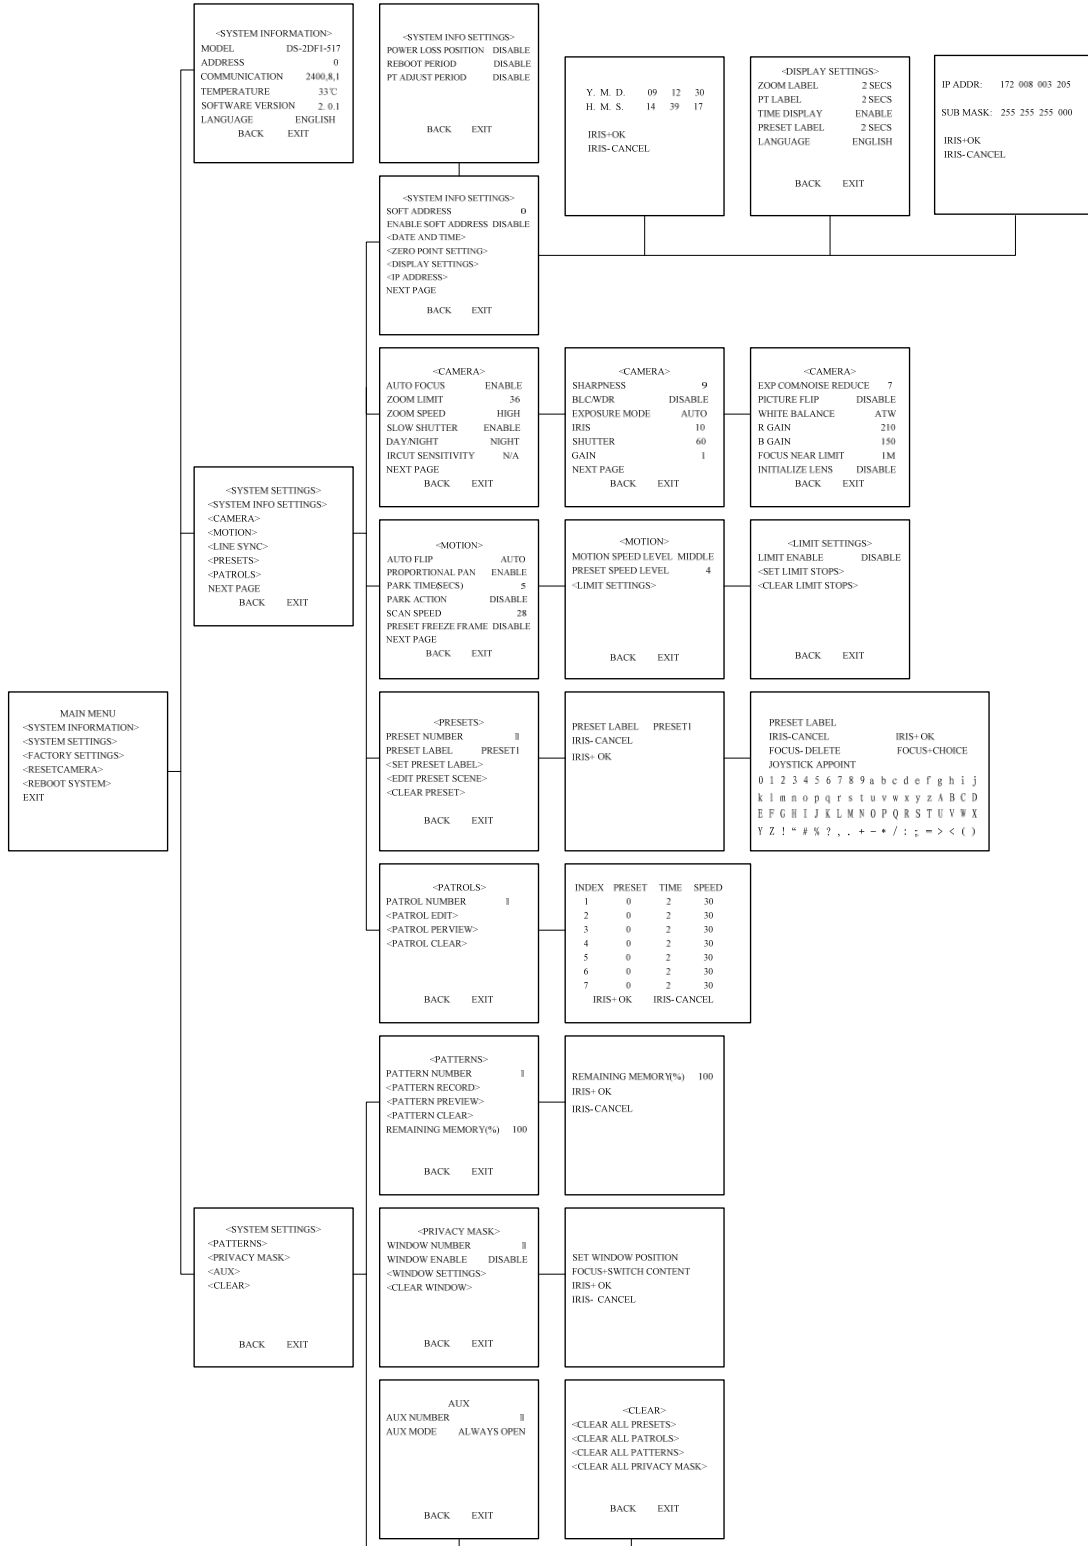 <SYSTEM INFORMATION>
MODEL DS-2DF1-517
ADDRESS 0
COMMUNICATION 2400,8,1
TEMPERATURE 33℃
SOFTWARE VERSION 2. 0.1
LANGUAGE ENGLISH
BACK EXIT
<SYSTEM INFO SETTINGS>
POWER LOSS POSITION DISABLE
REBOOT PERIOD DISABLE
PT ADJUST PERIOD DISABLE
BACK EXIT
Y. M. D. 09 12 30
H. M. S. 14 39 17
IRIS+OK
IRIS-CANCEL
<DISPLAY SETTINGS>
ZOOM LABEL 2 SECS
PT LABEL 2 SECS
TIME DISPLAY ENABLE
PRESET LABEL 2 SECS
LANGUAGE ENGLISH
BACK EXIT
IP ADDR: 172 008 003 205
SUB MASK: 255 255 255 000
IRIS+OK
IRIS-CANCEL
<SYSTEM INFO SETTINGS>
SOFT ADDRESS 0
ENABLE SOFT ADDRESS DISABLE
<DATE AND TIME>
<ZERO POINT SETTING>
<DISPLAY SETTINGS>
<IP ADDRESS>
NEXT PAGE
BACK EXIT
<CAMERA>
AUTO FOCUS ENABLE
ZOOM LIMIT 36
ZOOM SPEED HIGH
SLOW SHUTTER ENABLE
DAY/NIGHT NIGHT
IRCUT SENSITIVITY N/A
NEXT PAGE
BACK EXIT
<CAMERA>
SHARPNESS 9
BLC/WDR DISABLE
EXPOSURE MODE AUTO
IRIS 10
SHUTTER 60
GAIN 1
NEXT PAGE
BACK EXIT
<CAMERA>
EXP COM/NOISE REDUCE 7
PICTURE FLIP DISABLE
WHITE BALANCE ATW
R GAIN 210
B GAIN 150
FOCUS NEAR LIMIT 1M
INITIALIZE LENS DISABLE
BACK EXIT
<SYSTEM SETTINGS>
<SYSTEM INFO SETTINGS>
<CAMERA>
<MOTION>
<LINE SYNC>
<PRESETS>
<PATROLS>
NEXT PAGE
BACK EXIT
<MOTION>
AUTO FLIP AUTO
PROPORTIONAL PAN ENABLE
PARK TIME(SECS) 5
PARK ACTION DISABLE
SCAN SPEED 28
PRESET FREEZE FRAME DISABLE
NEXT PAGE
BACK EXIT
<MOTION>
MOTION SPEED LEVEL MIDDLE
PRESET SPEED LEVEL 4
<LIMIT SETTINGS>
BACK EXIT
<LIMIT SETTINGS>
LIMIT ENABLE DISABLE
<SET LIMIT STOPS>
<CLEAR LIMIT STOPS>
BACK EXIT
MAIN MENU
<SYSTEM INFORMATION>
<SYSTEM SETTINGS>
<FACTORY SETTINGS>
<RESETCAMERA>
<REBOOT SYSTEM>
EXIT
<PRESETS>
PRESET NUMBER 1
PRESET LABEL PRESET1
<SET PRESET LABEL>
<EDIT PRESET SCENE>
<CLEAR PRESET>
BACK EXIT
PRESET LABEL PRESET1
IRIS- CANCEL
IRIS+ OK
PRESET LABEL
IRIS-CANCEL IRIS+ OK
FOCUS- DELETE FOCUS+CHOICE
JOYSTICK APPOINT
0 1 2 3 4 5 6 7 8 9 a b c d e f g h i j
k l m n o p q r s t u v w x y z A B C D
E F G H I J K L M N O P Q R S T U V W X
Y Z ! “ # % ? , . + - * / : ; = > < ( )
<PATROLS>
PATROL NUMBER 1
<PATROL EDIT>
<PATROL PERVIEW>
<PATROL CLEAR>
BACK EXIT
INDEX PRESET TIME SPEED
1 0 2 30
2 0 2 30
3 0 2 30
4 0 2 30
5 0 2 30
6 0 2 30
7 0 2 30
IRIS+ OK IRIS- CANCEL
<PATTERNS>
PATTERN NUMBER 1
<PATTERN RECORD>
<PATTERN PREVIEW>
<PATTERN CLEAR>
REMAINING MEMORY(%) 100
BACK EXIT
REMAINING MEMORY(%) 100
IRIS+ OK
IRIS- CANCEL
<SYSTEM SETTINGS>
<PATTERNS>
<PRIVACY MASK>
<AUX>
<CLEAR>
BACK EXIT
<PRIVACY MASK>
WINDOW NUMBER 1
WINDOW ENABLE DISABLE
<WINDOW SETTINGS>
<CLEAR WINDOW>
BACK EXIT
SET WINDOW POSITION
FOCUS+SWITCH CONTENT
IRIS+ OK
IRIS- CANCEL
AUX
AUX NUMBER 1
AUX MODE ALWAYS OPEN
BACK EXIT
<CLEAR>
<CLEAR ALL PRESETS>
<CLEAR ALL PATROLS>
<CLEAR ALL PATTERNS>
<CLEAR ALL PRIVACY MASK>
BACK EXIT